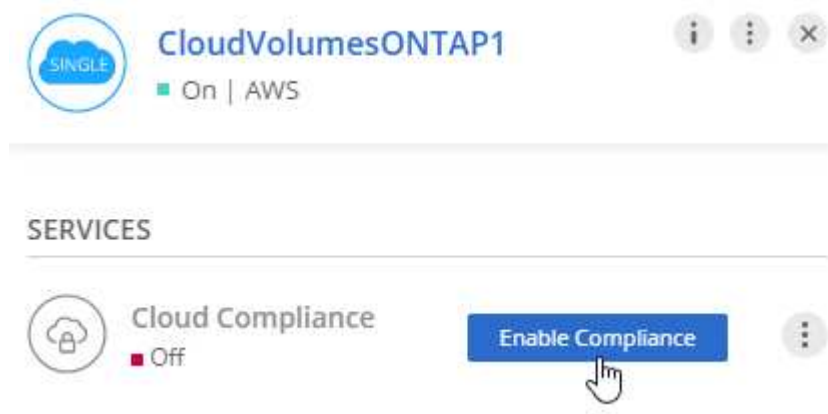 SINGLE
CloudVolumesONTAP1
On | AWS
SERVICES
Cloud Compliance
Off
Enable Compliance